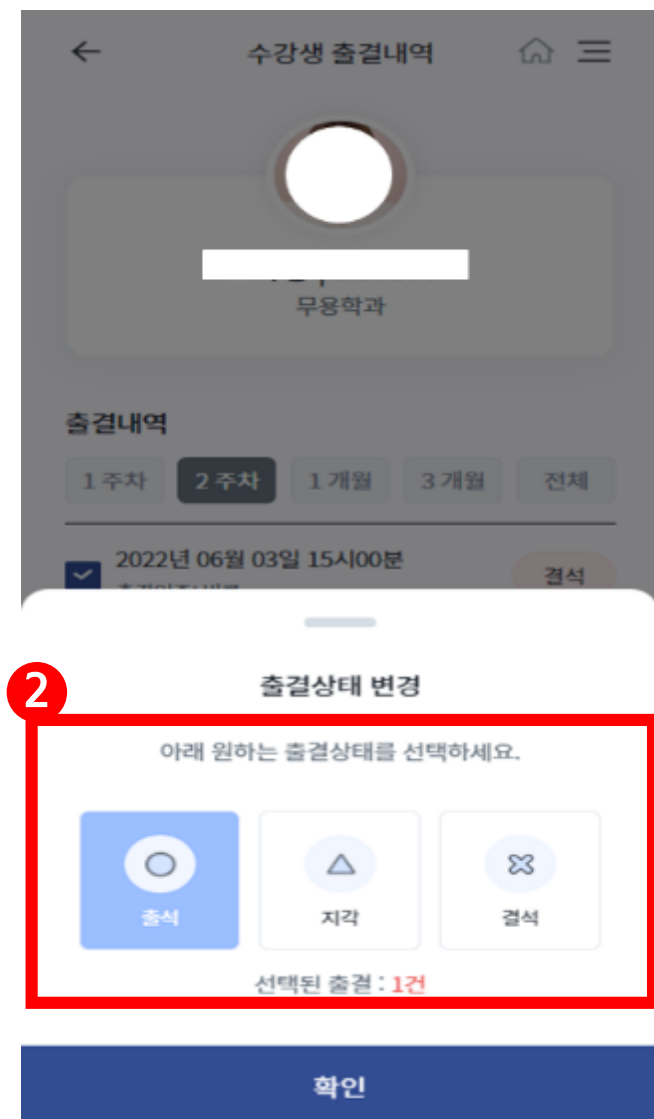 수강생 출결내역
무용학과
출결내역
1 주차 2 주차 1 개월 3 개월 전체
2022년 06월 03일 15시00분
결석
2
출결상태 변경
아래 원하는 출결상태를 선택하세요.
출석 지각 결석
선택된 출결 : 1건
확인